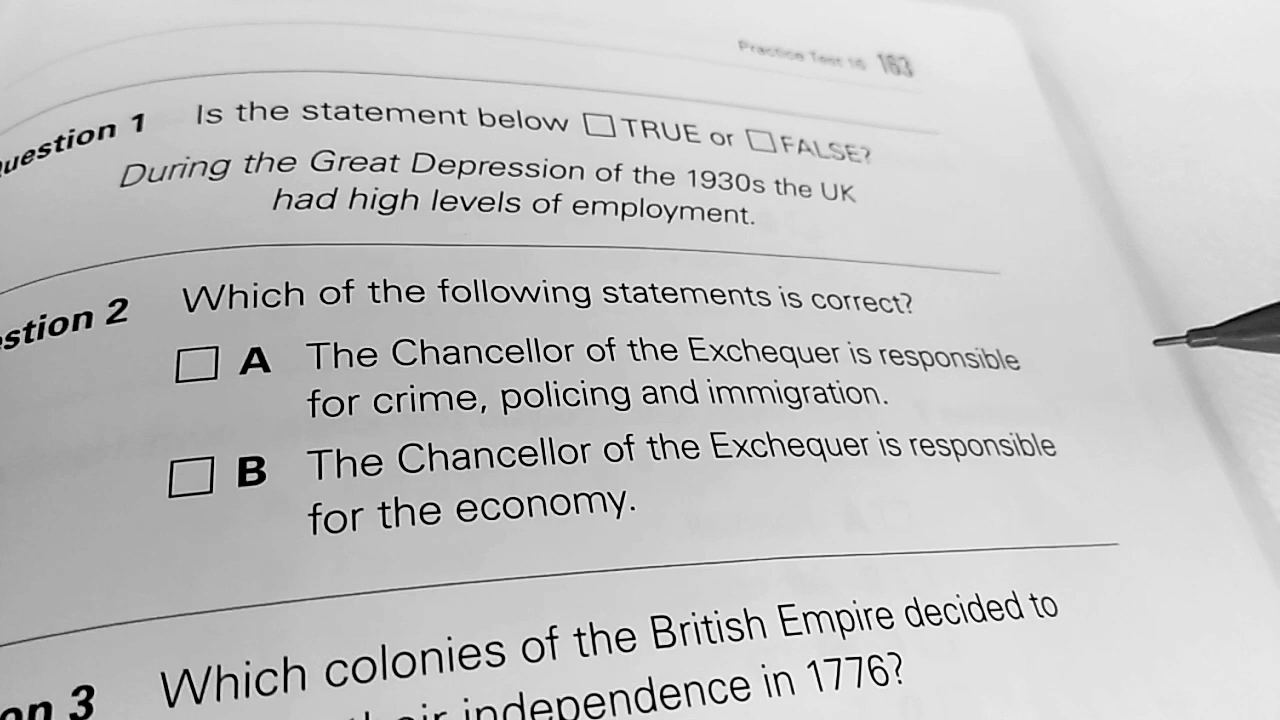 Practice Test 16 163
uestion 1 Is the statement below TRUE or FALSE?
During the Great Depression of the 1930s the UK
had high levels of employment.
stion 2 Which of the following statements is correct?
A The Chancellor of the Exchequer is responsible
for crime, policing and immigration.
B The Chancellor of the Exchequer is responsible
for the economy.
on 3 Which colonies of the British Empire decided to
their independence in 1776?